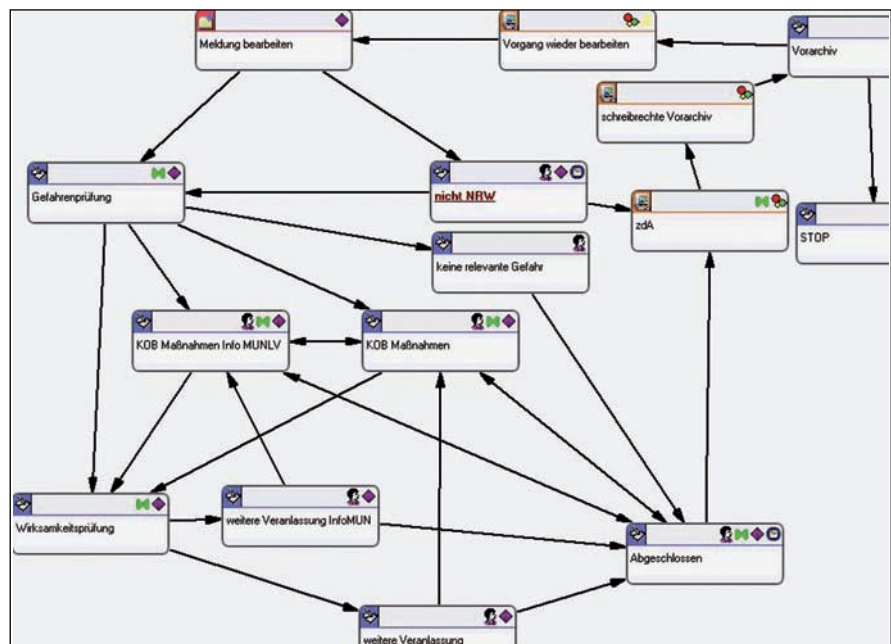 Meldung bearbeiten
Vorgang wieder bearbeiten
Vorarchiv
schreibrechte Vorarchiv
Gefahrenprüfung
nicht NRW
zdA
STOP
keine relevante Gefahr
KOB Maßnahmen Info MUNLV
KOB Maßnahmen
Wirksamkeitsprüfung
weitere Veranlassung InfoMUN
Abgeschlossen
weitere Veranlassung